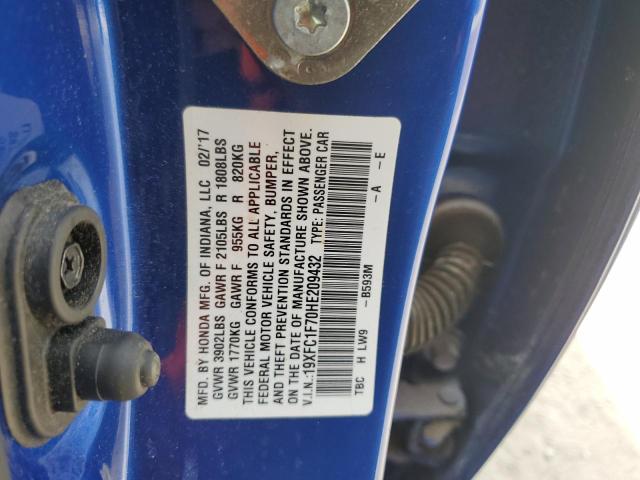 MFD. BY HONDA MFG. OF INDIANA, LLC 02/'17
GVWR 3902LBS GAWR F 2105LBS R 1808LBS
GVWR 1770KG GAWR F 955KG R 820KG
THIS VEHICLE CONFORMS TO ALL APPLICABLE
FEDERAL MOTOR VEHICLE SAFETY, BUMPER,
AND THEFT PREVENTION STANDARDS IN EFFECT
ON THE DATE OF MANUFACTURE SHOWN ABOVE.
V.I.N.:19XFC1F70HE209432 TYPE: PASSENGER CAR
TBC H LW9 -B593M -A -E